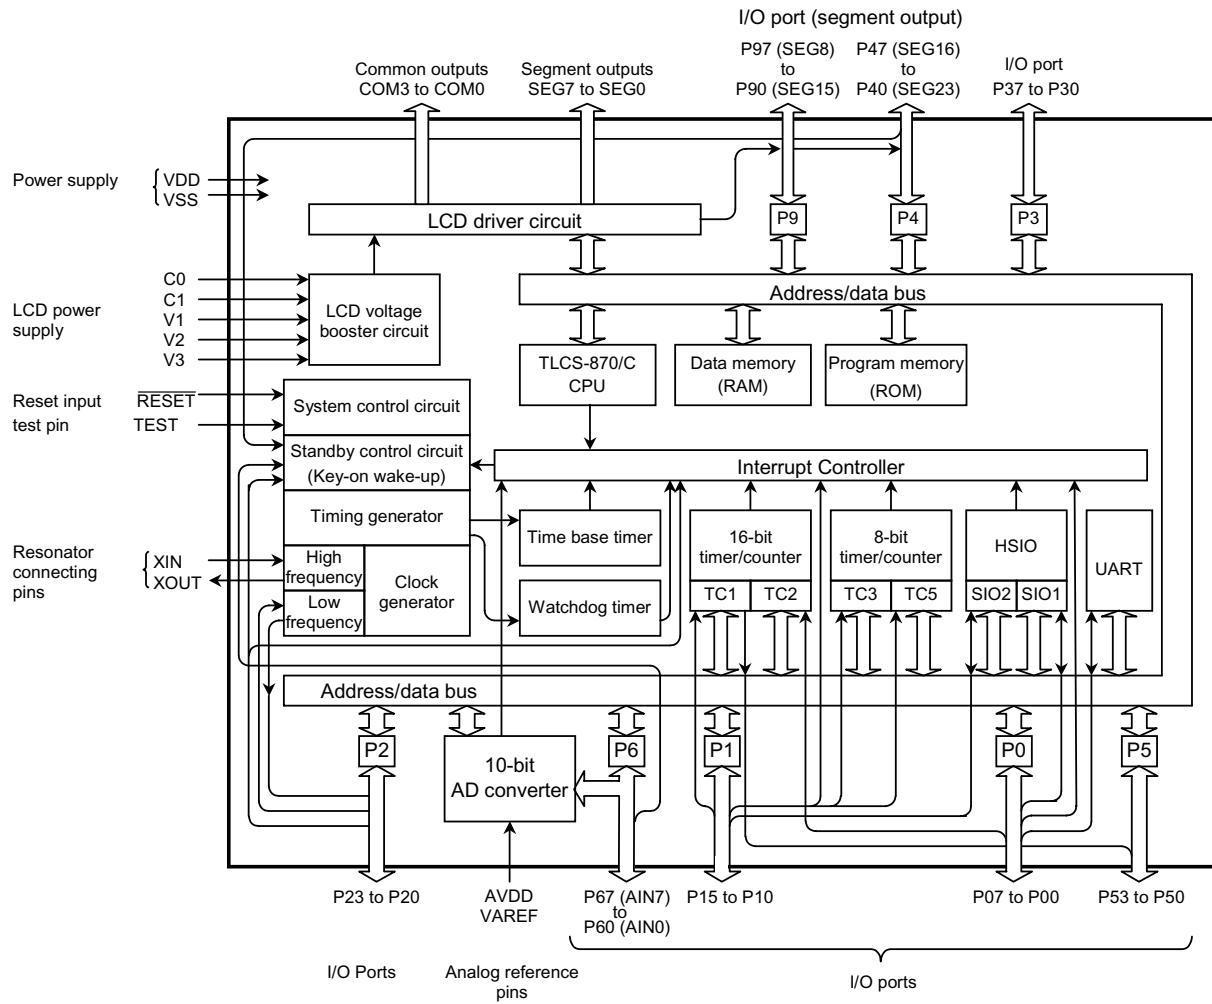 I/O port (segment output)
P97 (SEG8)
to
P90 (SEG15)
P47 (SEG16)
to
P40 (SEG23)
I/O port
P37 to P30
Common outputs
COM3 to COM0
Segment outputs
SEG7 to SEG0
Power supply
VDD
VSS
LCD driver circuit
P9
P4
P3
C0
C1
V1
V2
V3
LCD power
supply
LCD voltage
booster circuit
Address/data bus
TLCS-870/C
CPU
Data memory
(RAM)
Program memory
(ROM)
Reset input
test pin
RESET
TEST
System control circuit
Standby control circuit
(Key-on wake-up)
Interrupt Controller
Timing generator
Time base timer
16-bit
timer/counter
TC1
TC2
8-bit
timer/counter
TC3
TC5
HSIO
SIO2
SIO1
UART
Resonator
connecting
pins
XIN
XOUT
High
frequency
Low
frequency
Clock
generator
Watchdog timer
Address/data bus
P2
10-bit
AD converter
P6
P1
P0
P5
P23 to P20
AVDD
VAREF
P67 (AIN7)
to
P60 (AIN0)
P15 to P10
P07 to P00
P53 to P50
I/O Ports
Analog reference
pins
I/O ports